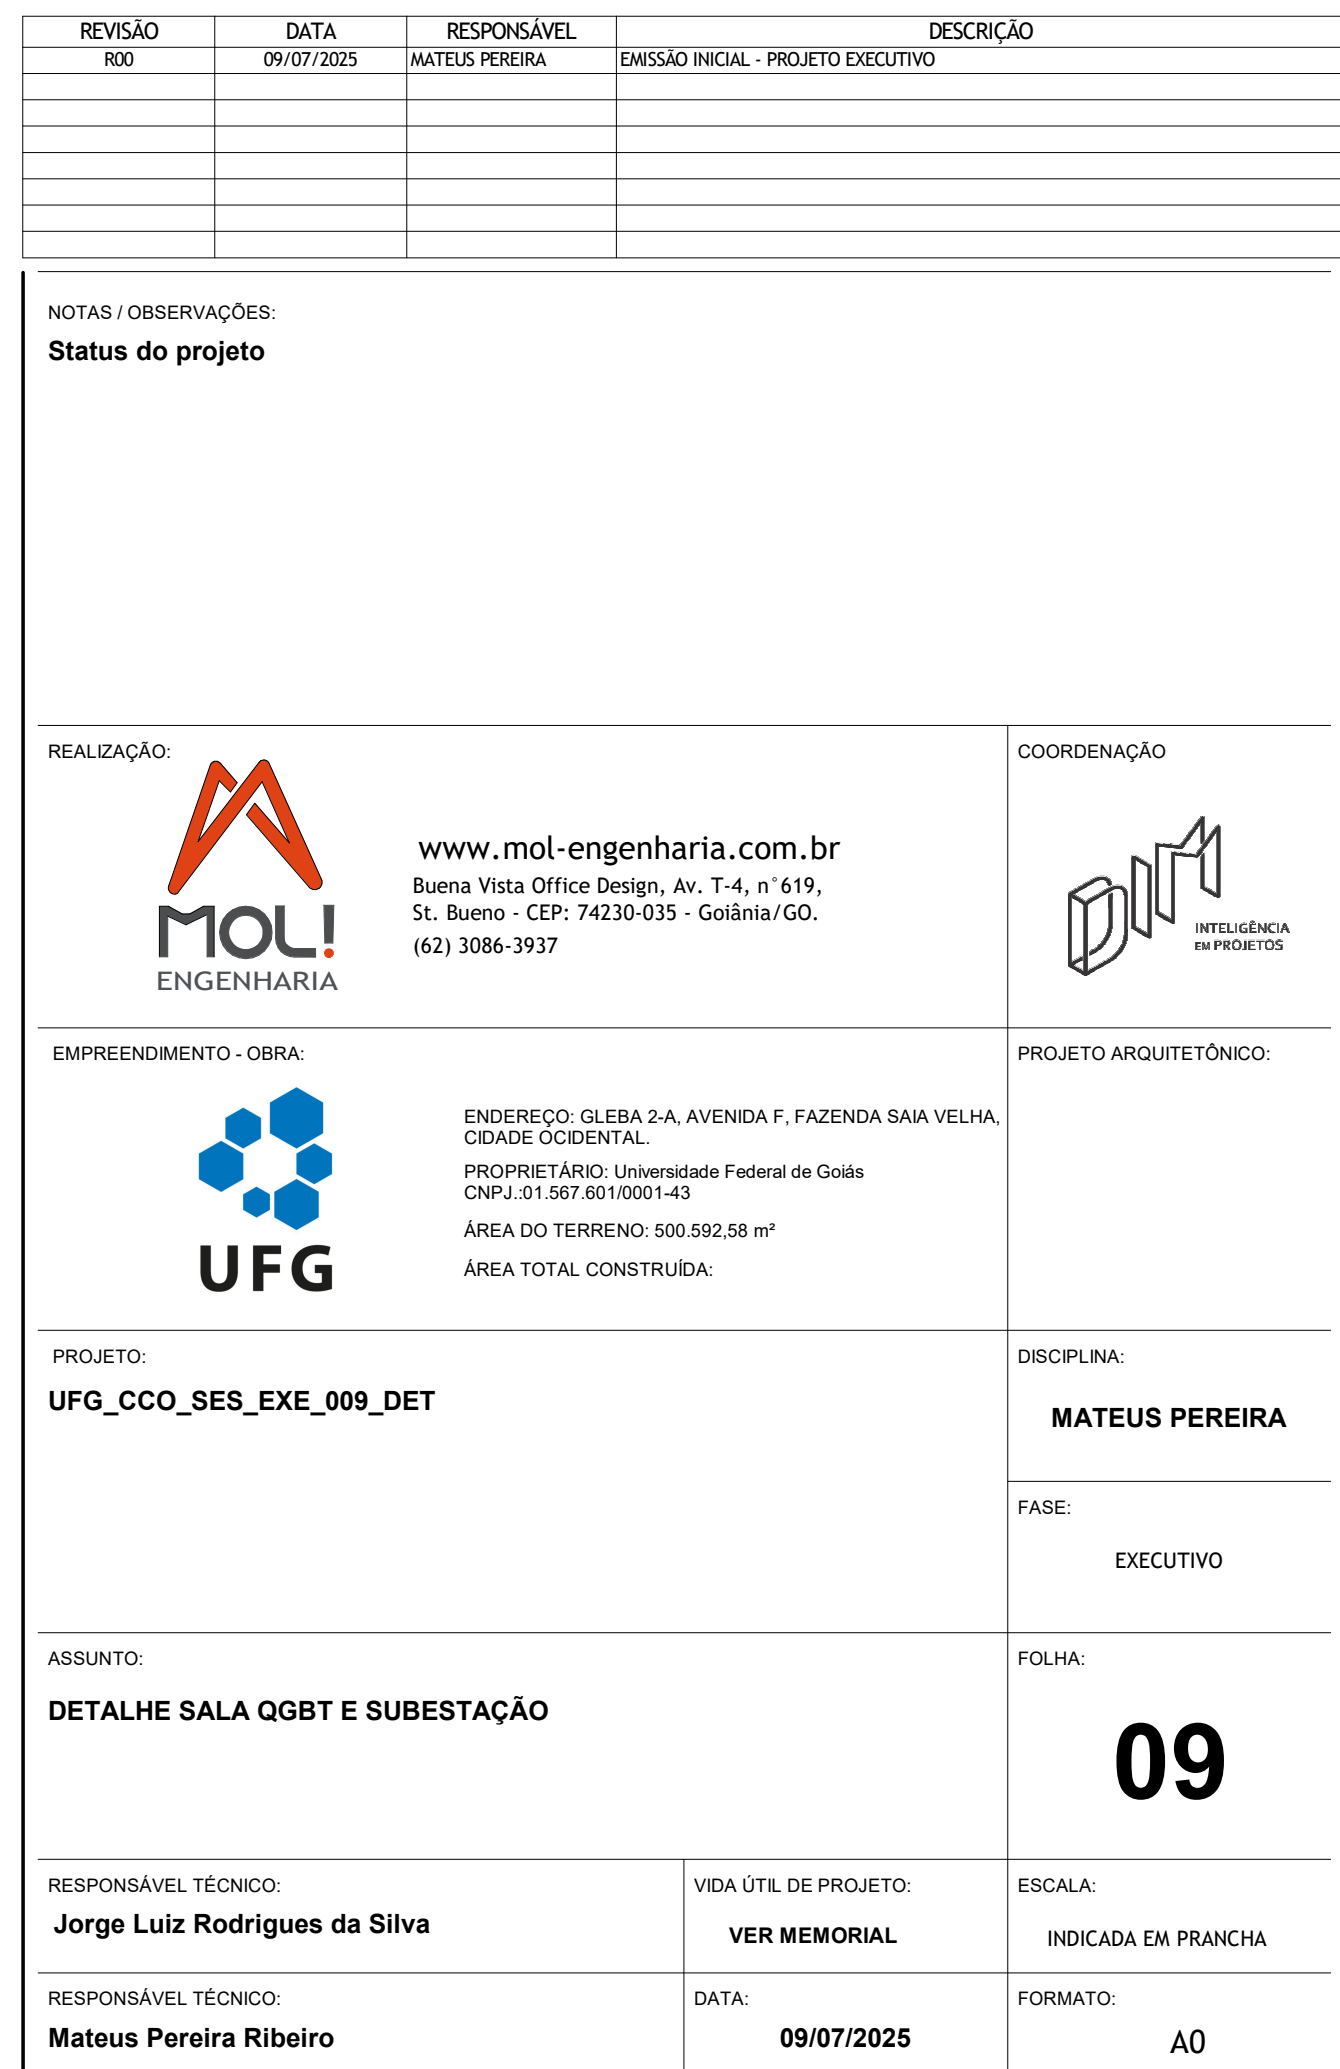 REVISÃO DATA RESPONSÁVEL DESCRIÇÃO
R00 09/07/2025 MATEUS PEREIRA EMISSÃO INICIAL - PROJETO EXECUTIVO
NOTAS / OBSERVAÇÕES:
Status do projeto
REALIZAÇÃO:
MOL!
ENGENHARIA
www.mol-engenharia.com.br
Buena Vista Office Design, Av. T-4, n°619,
St. Bueno - CEP: 74230-035 - Goiânia/GO.
(62) 3086-3937
COORDENAÇÃO
DIM
INTELIGÊNCIA
EM PROJETOS
EMPREENDIMENTO - OBRA:
UFG
ENDEREÇO: GLEBA 2-A, AVENIDA F, FAZENDA SAIA VELHA,
CIDADE OCIDENTAL.
PROPRIETÁRIO: Universidade Federal de Goiás
CNPJ.:01.567.601/0001-43
ÁREA DO TERRENO: 500.592,58 m²
ÁREA TOTAL CONSTRUÍDA:
PROJETO ARQUITETÔNICO:
PROJETO:
UFG_CCO_SES_EXE_009_DET
DISCIPLINA:
MATEUS PEREIRA
FASE:
EXECUTIVO
ASSUNTO:
DETALHE SALA QGBT E SUBESTAÇÃO
FOLHA:
09
RESPONSÁVEL TÉCNICO:
Jorge Luiz Rodrigues da Silva
VIDA ÚTIL DE PROJETO:
VER MEMORIAL
ESCALA:
INDICADA EM PRANCHA
RESPONSÁVEL TÉCNICO:
Mateus Pereira Ribeiro
DATA:
09/07/2025
FORMATO:
A0